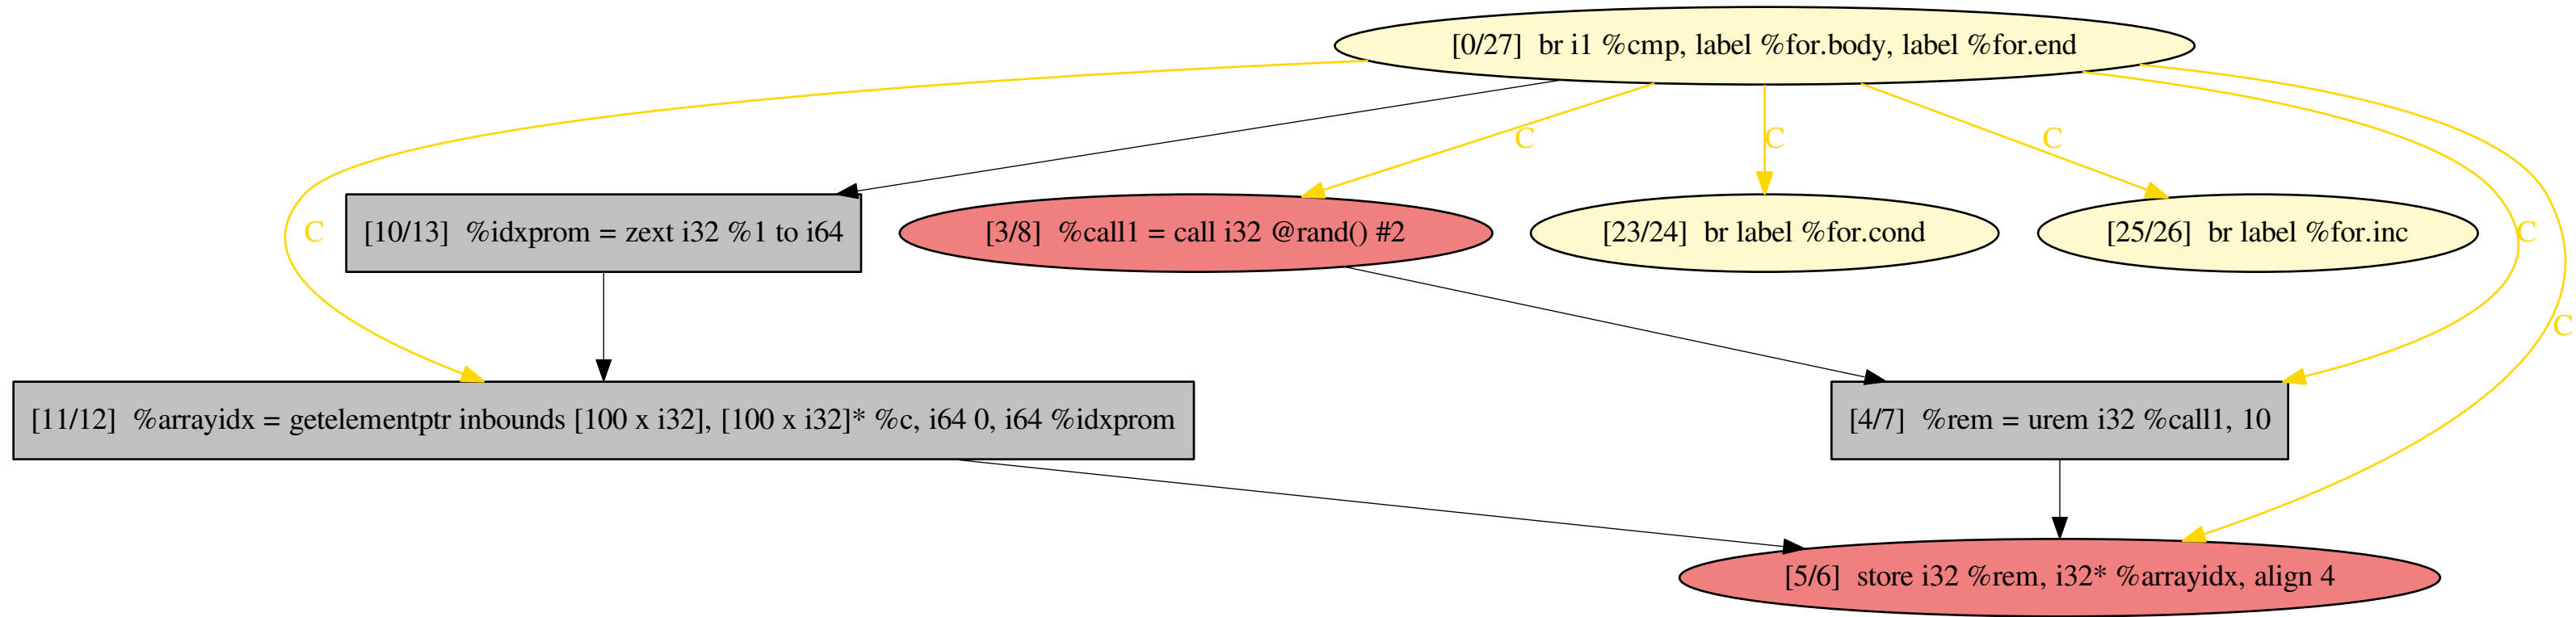 [0/27] br i1 %cmp, label %for.body, label %for.end
C
C
C
[10/13] %idxprom = zext i32 %1 to i64
[3/8] %call1 = call i32 @rand() #2
[23/24] br label %for.cond
[25/26] br label %for.inc
C
C
C
[11/12] %arrayidx = getelementptr inbounds [100 x i32], [100 x i32]* %c, i64 0, i64 %idxprom
[4/7] %rem = urem i32 %call1, 10
[5/6] store i32 %rem, i32* %arrayidx, align 4